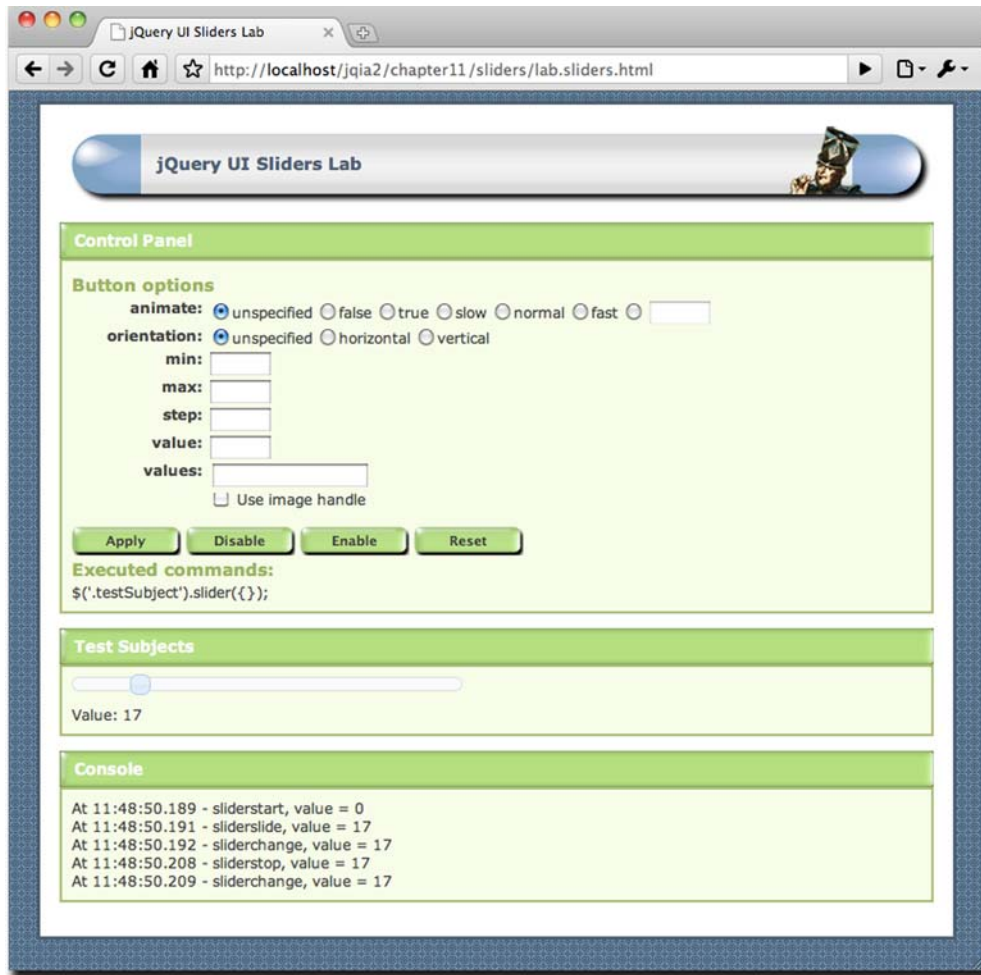 jQuery UI Sliders Lab
http://localhost/jqia2/chapter11/sliders/lab.sliders.html
jQuery UI Sliders Lab
Control Panel
Button options
animate: unspecified false true slow normal fast
orientation: unspecified horizontal vertical
min:
max:
step:
value:
values:
Use image handle
Apply Disable Enable Reset
Executed commands:
$('.testSubject').slider({});
Test Subjects
Value: 17
Console
At 11:48:50.189 - sliderstart, value = 0
At 11:48:50.191 - sliderslide, value = 17
At 11:48:50.192 - sliderchange, value = 17
At 11:48:50.208 - sliderstop, value = 17
At 11:48:50.209 - sliderchange, value = 17